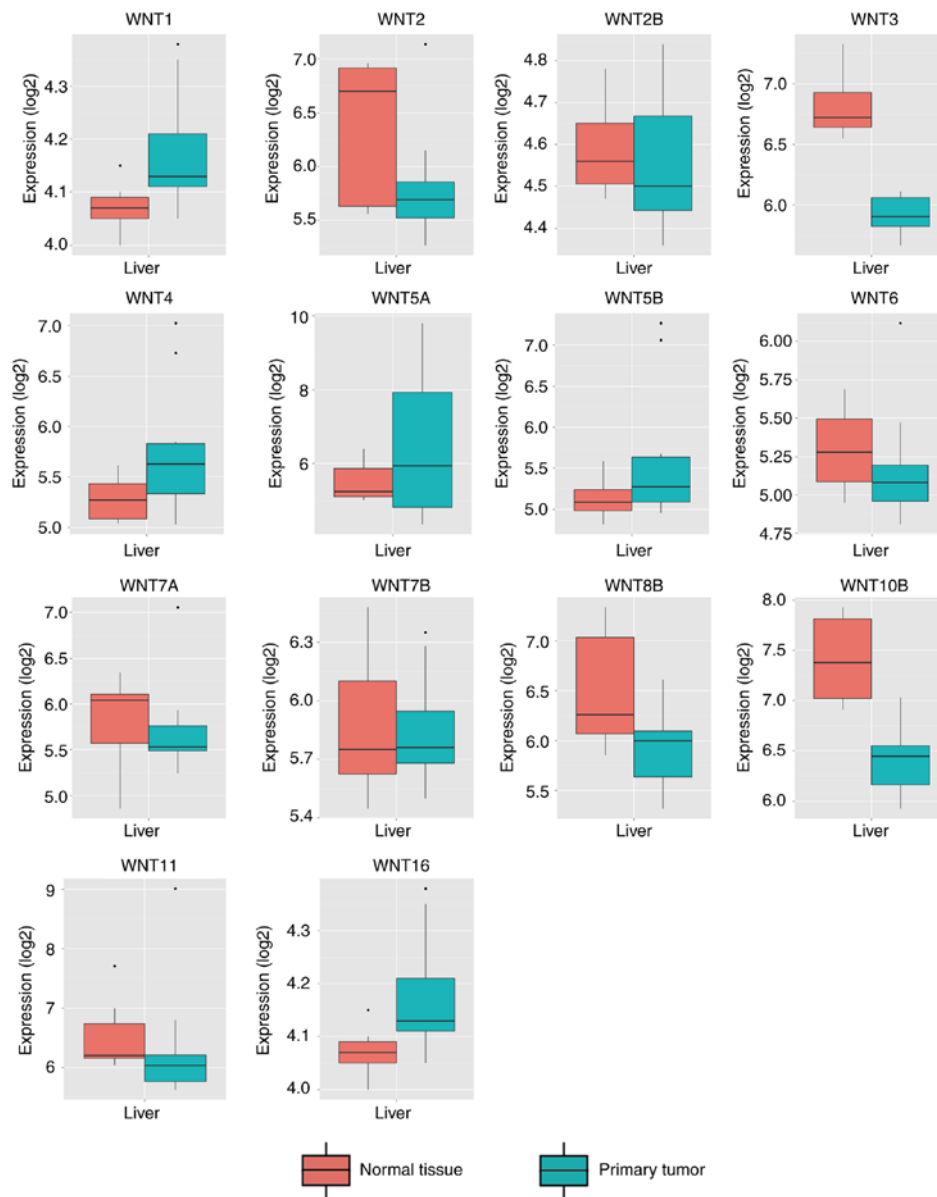 WNT1 WNT2 WNT2B WNT3
Expression (log2) 4.3 4.2 4.1 4.0 Liver
Expression (log2) 7.0 6.5 6.0 5.5 Liver
Expression (log2) 4.8 4.7 4.6 4.5 4.4 Liver
Expression (log2) 7.0 6.5 6.0 Liver
WNT4 WNT5A WNT5B WNT6
Expression (log2) 7.0 6.5 6.0 5.5 5.0 Liver
Expression (log2) 10 8 6 Liver
Expression (log2) 7.0 6.5 6.0 5.5 5.0 Liver
Expression (log2) 6.00 5.75 5.50 5.25 5.00 4.75 Liver
WNT7A WNT7B WNT8B WNT10B
Expression (log2) 7.0 6.5 6.0 5.5 5.0 Liver
Expression (log2) 6.3 6.0 5.7 5.4 Liver
Expression (log2) 7.0 6.5 6.0 5.5 Liver
Expression (log2) 8.0 7.5 7.0 6.5 6.0 Liver
WNT11 WNT16
Expression (log2) 9 8 7 6 Liver
Expression (log2) 4.3 4.2 4.1 4.0 Liver
Normal tissue Primary tumor